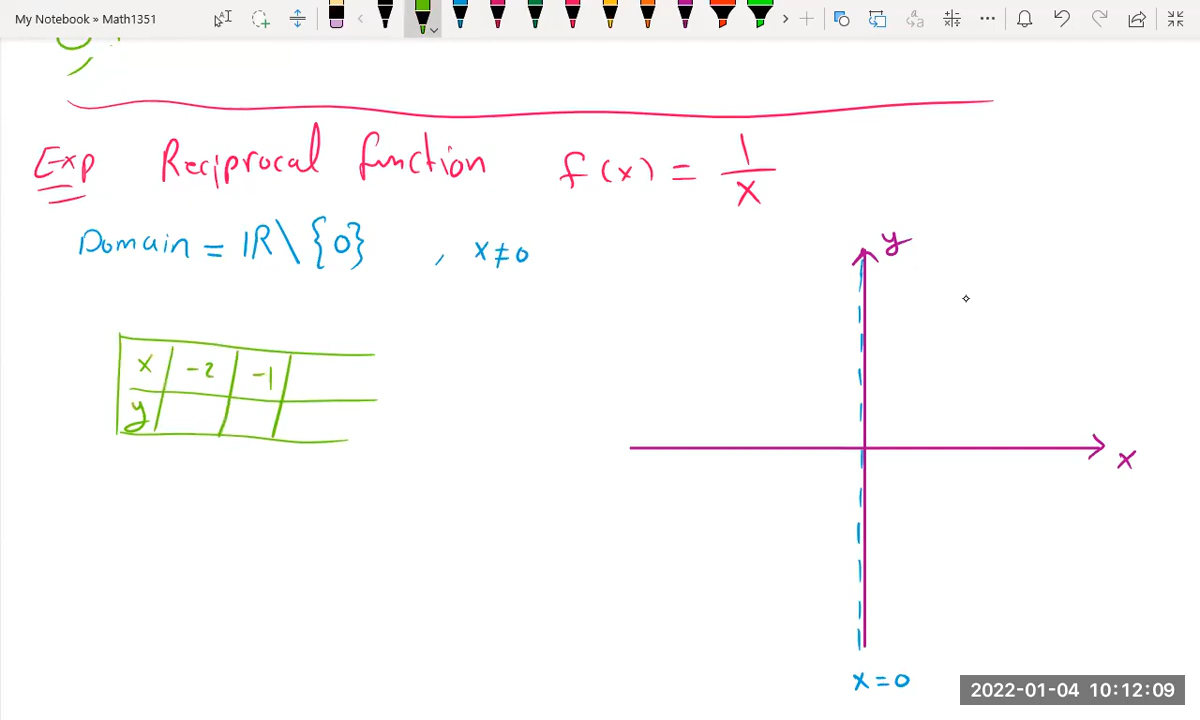 My Notebook » Math1351
Exp Reciprocal function f(x) = 1/x
Domain = ℝ\{0} , x≠0
y
x -2 -1
y
x
x=0
2022-01-04 10:12:09